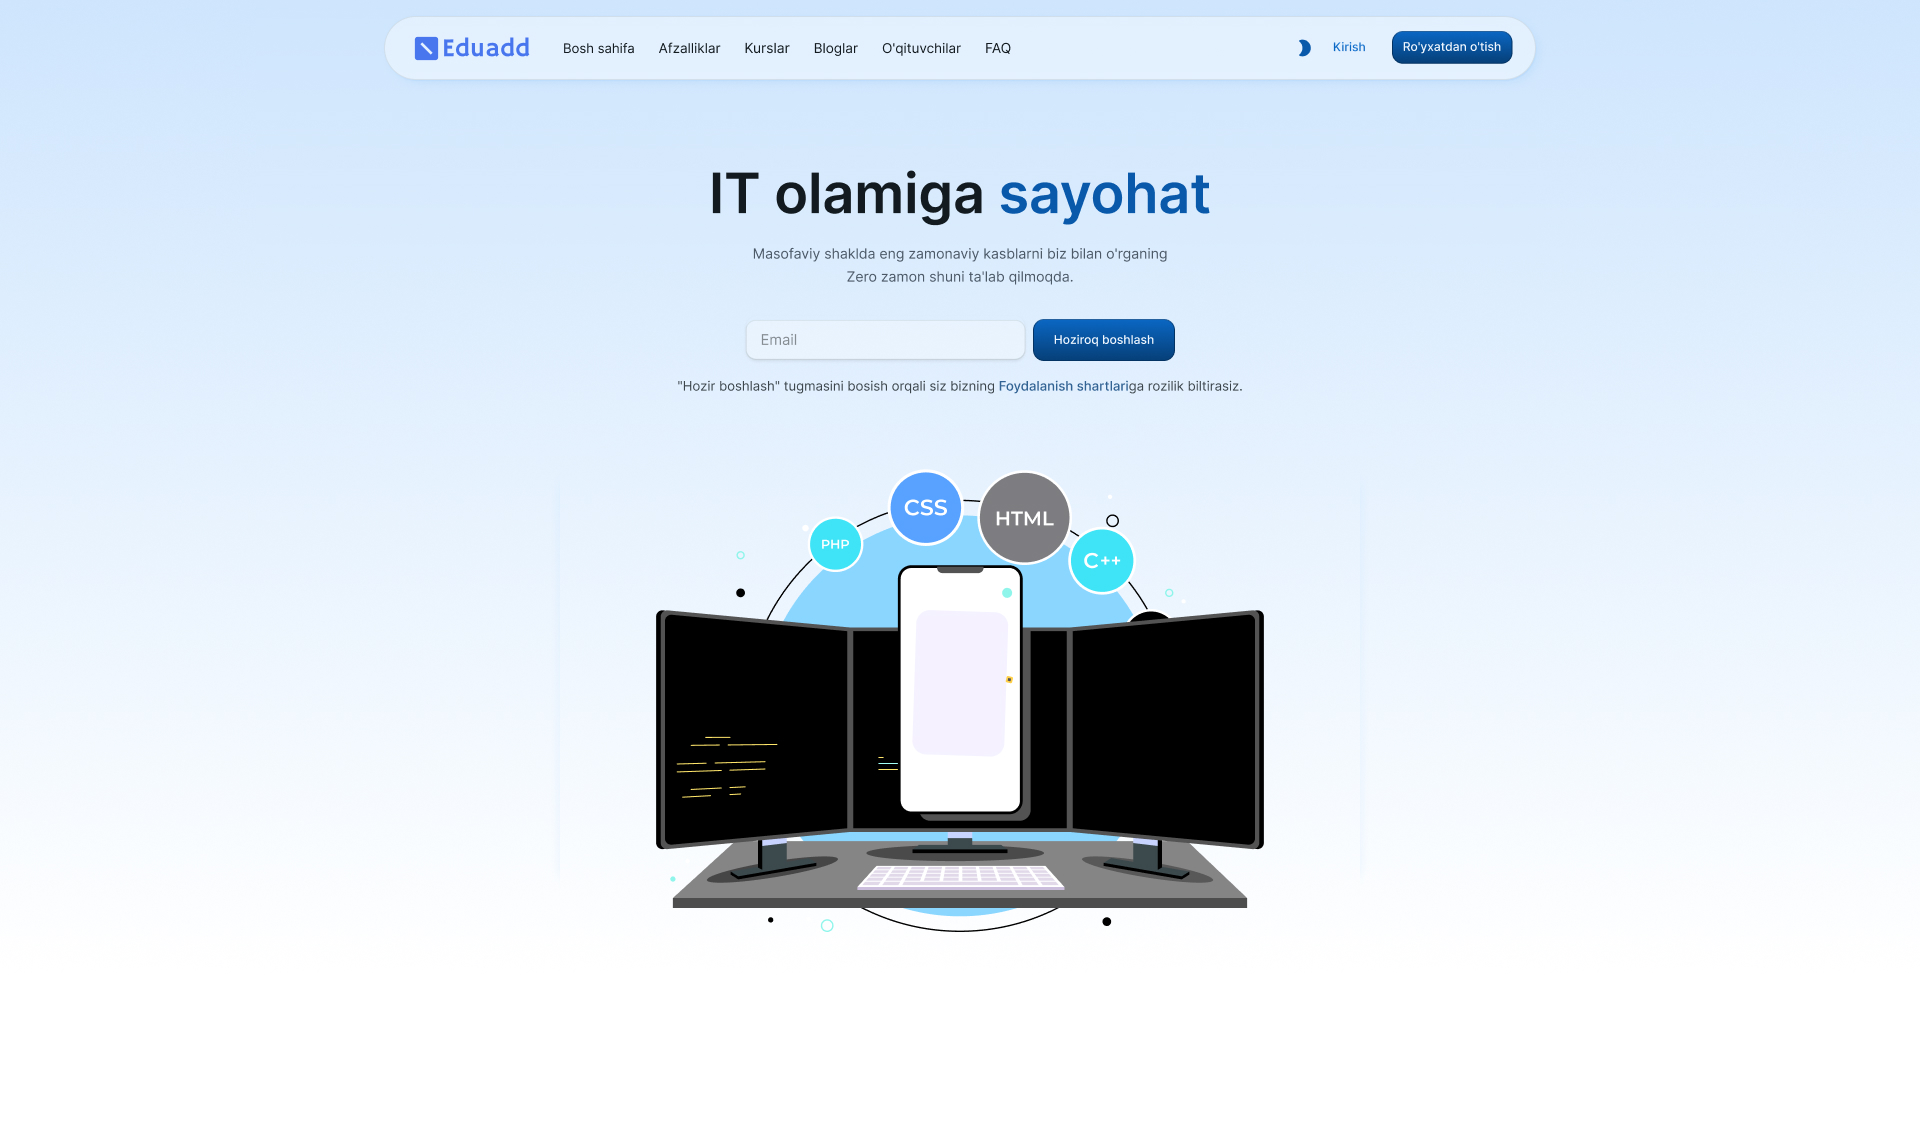 Eduadd
Bosh sahifa
Afzalliklar
Kurslar
Bloglar
O'qituvchilar
FAQ
Kirish
Ro'yxatdan o'tish
IT olamiga sayohat
Masofaviy shaklda eng zamonaviy kasblarni biz bilan o'rganing
Zero zamon shuni ta'lab qilmoqda.
Email
Hoziroq boshlash
"Hozir boshlash" tugmasini bosish orqali siz bizning Foydalanish shartlariga rozilik biltirasiz.
PHP
CSS
HTML
C++